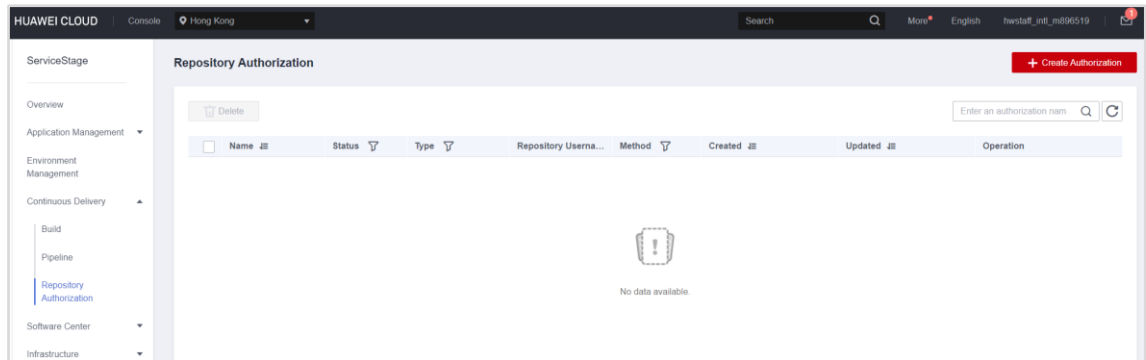 HUAWEI CLOUD Console Hong Kong Search More English hwstaff_intl_m896519 1
ServiceStage
Repository Authorization
+ Create Authorization
Overview
Delete
Enter an authorization nam
Application Management
Name Status Type Repository Userna... Method Created Updated Operation
Environment
Management
Continuous Delivery
Build
Pipeline
Repository
Authorization
No data available.
Software Center
Infrastructure